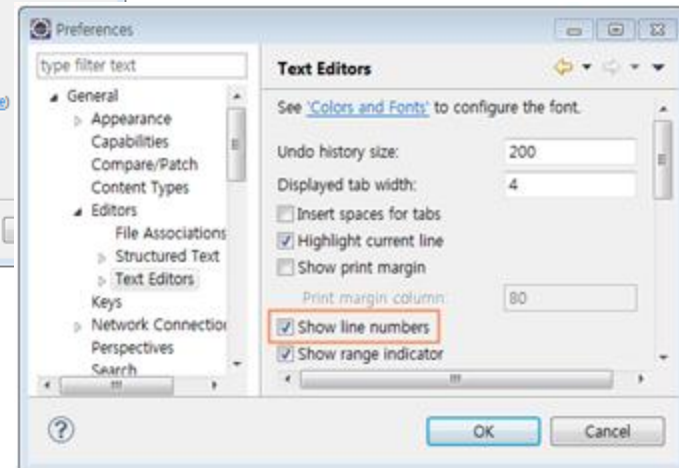 Preferences
type filter text
General
Appearance
Capabilities
Compare/Patch
Content Types
Editors
File Associations
Structured Text
Text Editors
Keys
Network Connection
Perspectives
Search
Text Editors
See 'Colors and Fonts' to configure the font.
Undo history size: 200
Displayed tab width: 4
Insert spaces for tabs
Highlight current line
Show print margin
Print margin column: 80
Show line numbers
Show range indicator
OK Cancel